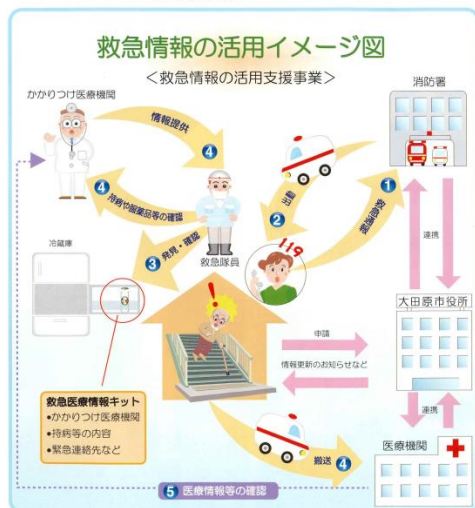 救急情報の活用イメージ図
＜救急情報の活用支援事業＞
かかりつけ医療機関
消防署
情報提供
4
4
持病や服薬品等の確認
出動
2
1
救急通報
119
救急隊員
3
発見・確認
冷蔵庫
連携
大田原市役所
申請
情報更新のお知らせなど
救急医療情報キット
●かかりつけ医療機関
●持病等の内容
●緊急連絡先など
連携
医療機関
搬送
4
5 医療情報等の確認